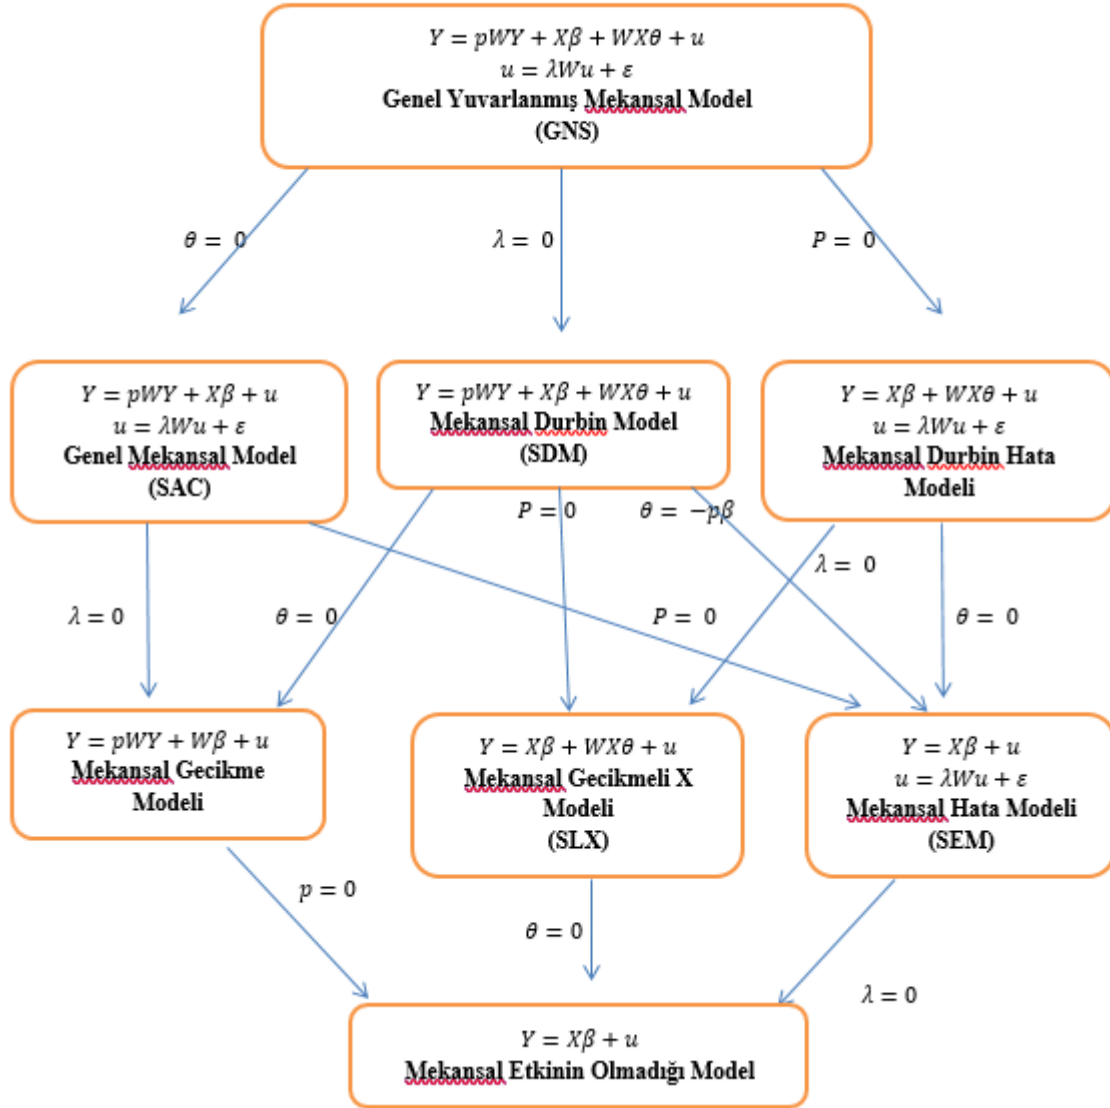 Y = pWY + Xβ + WXθ + u
u = λWu + ε
Genel Yuvarlanmış Mekansal Model
(GNS)
θ = 0
λ = 0
P = 0
Y = pWY + Xβ + u
u = λWu + ε
Genel Mekansal Model
(SAC)
Y = pWY + Xβ + WXθ + u
Mekansal Durbin Model
(SDM)
Y = Xβ + WXθ + u
u = λWu + ε
Mekansal Durbin Hata
Modeli
P = 0
θ = −pβ
λ = 0
λ = 0
θ = 0
P = 0
θ = 0
Y = pWY + Wβ + u
Mekansal Gecikme
Modeli
Y = Xβ + WXθ + u
Mekansal Gecikmeli X
Modeli
(SLX)
Y = Xβ + u
u = λWu + ε
Mekansal Hata Modeli
(SEM)
p = 0
θ = 0
λ = 0
Y = Xβ + u
Mekansal Etkinin Olmadığı Model